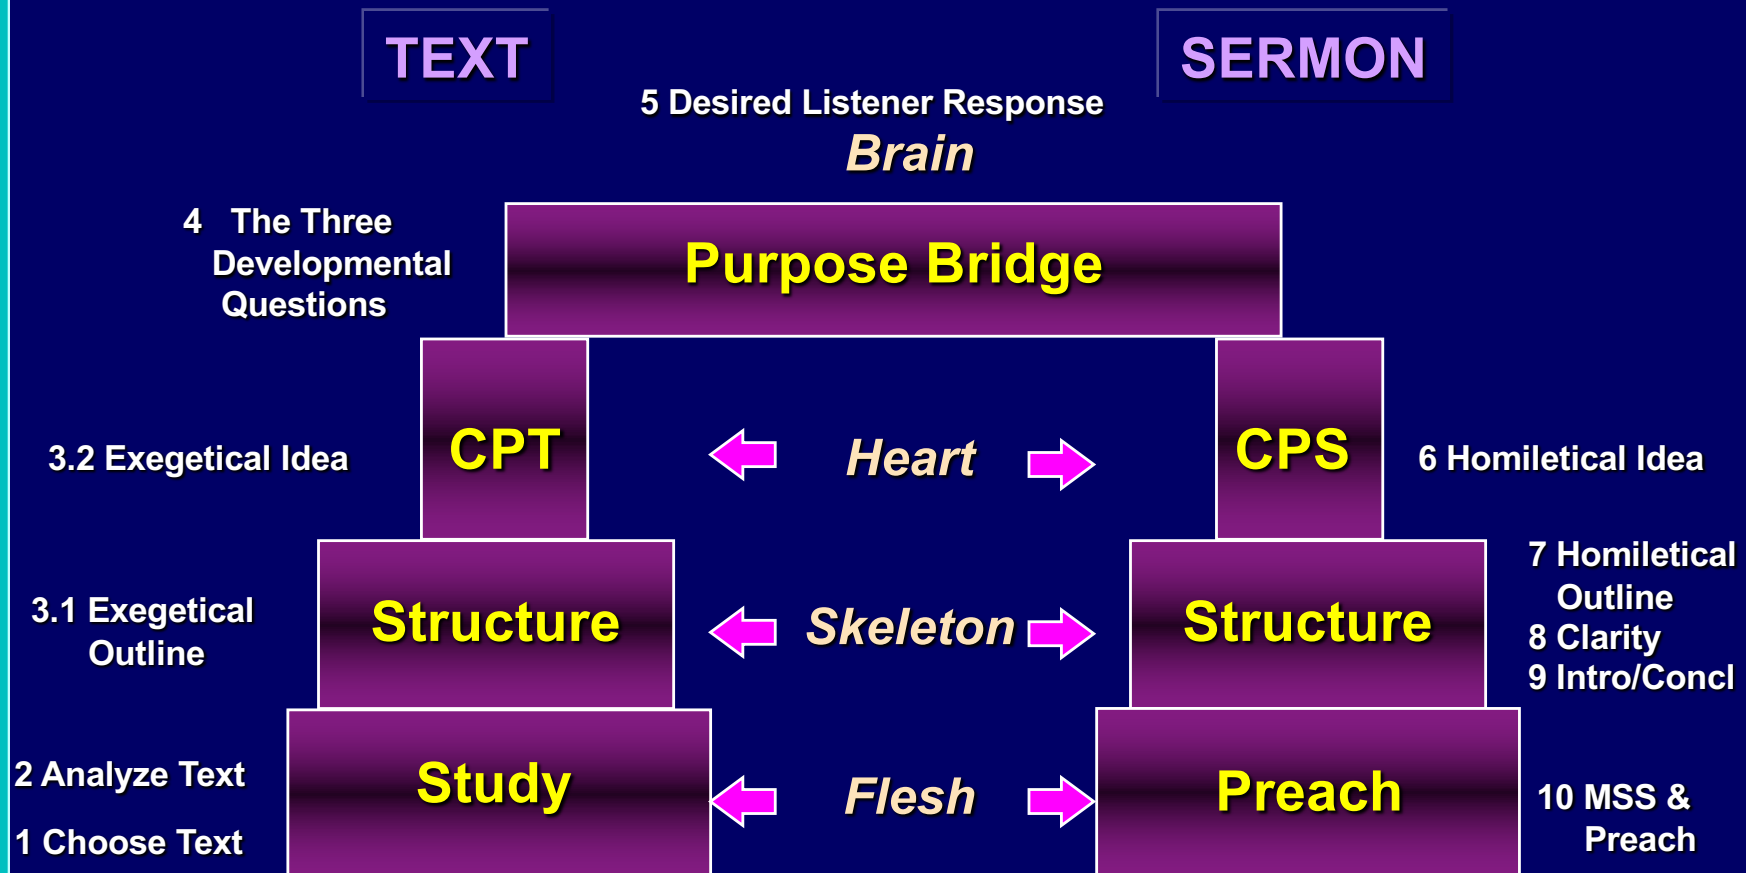 TEXT
SERMON
5 Desired Listener Response
Brain
4 The Three
Developmental
Questions
Purpose Bridge
3.2 Exegetical Idea
CPT
Heart
CPS
6 Homiletical Idea
3.1 Exegetical
Outline
Structure
Skeleton
Structure
7 Homiletical
Outline
8 Clarity
9 Intro/Concl
2 Analyze Text
1 Choose Text
Study
Flesh
Preach
10 MSS &
Preach